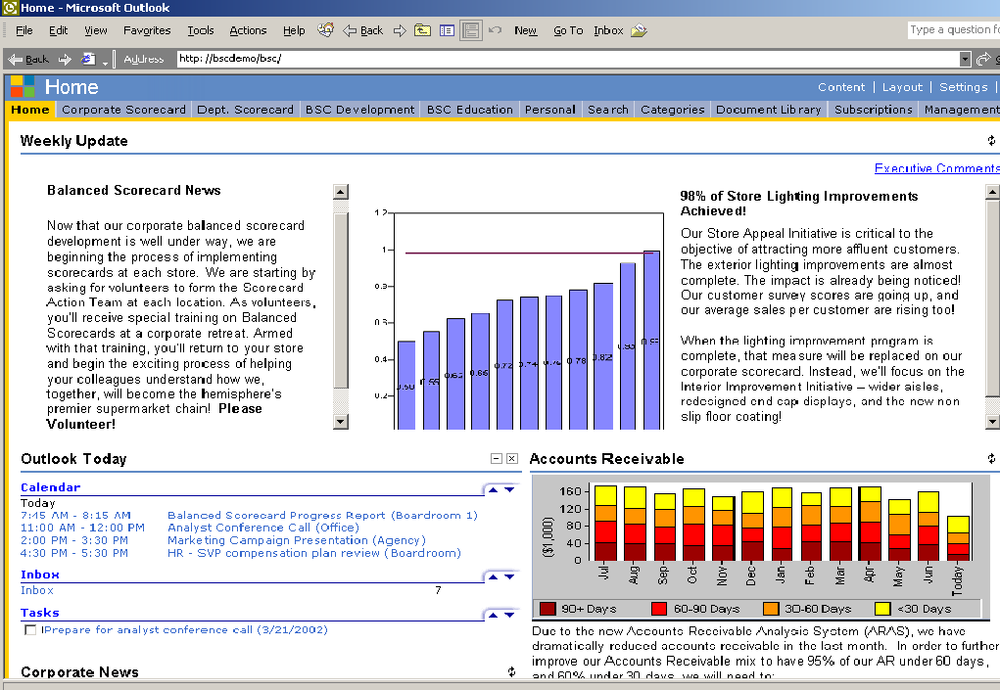 Home - Microsoft Outlook
File Edit View Favorites Tools Actions Help Back New Go To Inbox Type a question fo
Back Address http://bscdemo/bsc/
Home Content | Layout | Settings |
Home Corporate Scorecard Dept. Scorecard BSC Development BSC Education Personal Search Categories Document Library Subscriptions Management
Weekly Update
Executive Comments
Balanced Scorecard News
Now that our corporate balanced scorecard
development is well under way, we are
beginning the process of implementing
scorecards at each store. We are starting by
asking for volunteers to form the Scorecard
Action Team at each location. As volunteers,
you'll receive special training on Balanced
Scorecards at a corporate retreat. Armed
with that training, you'll return to your store
and begin the exciting process of helping
your colleagues understand how we,
together, will become the hemisphere's
premier supermarket chain! Please
Volunteer!
1.2
1
0.8
0.6
0.4
0.2
0.50 0.55 0.62 0.66 0.72 0.74 0.78 0.82 0.93
98% of Store Lighting Improvements
Achieved!
Our Store Appeal Initiative is critical to the
objective of attracting more affluent customers.
The exterior lighting improvements are almost
complete. The impact is already being noticed!
Our customer survey scores are going up, and
our average sales per customer are rising too!
When the lighting improvement program is
complete, that measure will be replaced on our
corporate scorecard. Instead, we'll focus on the
Interior Improvement Initiative – wider aisles,
redesigned end cap displays, and the new non
slip floor coating!
Outlook Today
Calendar
Today
7:45 AM - 8:15 AM Balanced Scorecard Progress Report (Boardroom 1)
11:00 AM - 12:00 PM Analyst Conference Call (Office)
2:00 PM - 3:30 PM Marketing Campaign Presentation (Agency)
4:30 PM - 5:30 PM HR - SVP compensation plan review (Boardroom)
Inbox
Inbox 7
Tasks
!Prepare for analyst conference call (3/21/2002)
Corporate News
Accounts Receivable
($1,000)
160
120
80
40
0
Jul Aug Sep Oct Nov Dec Jan Feb Mar Apr May Jun Today
90+ Days 60-90 Days 30-60 Days <30 Days
Due to the new Accounts Receivable Analysis System (ARAS), we have
dramatically reduced accounts receivable in the last month. In order to further
improve our Accounts Receivable mix to have 95% of our AR under 60 days,
and 60% under 30 days, we will need to: